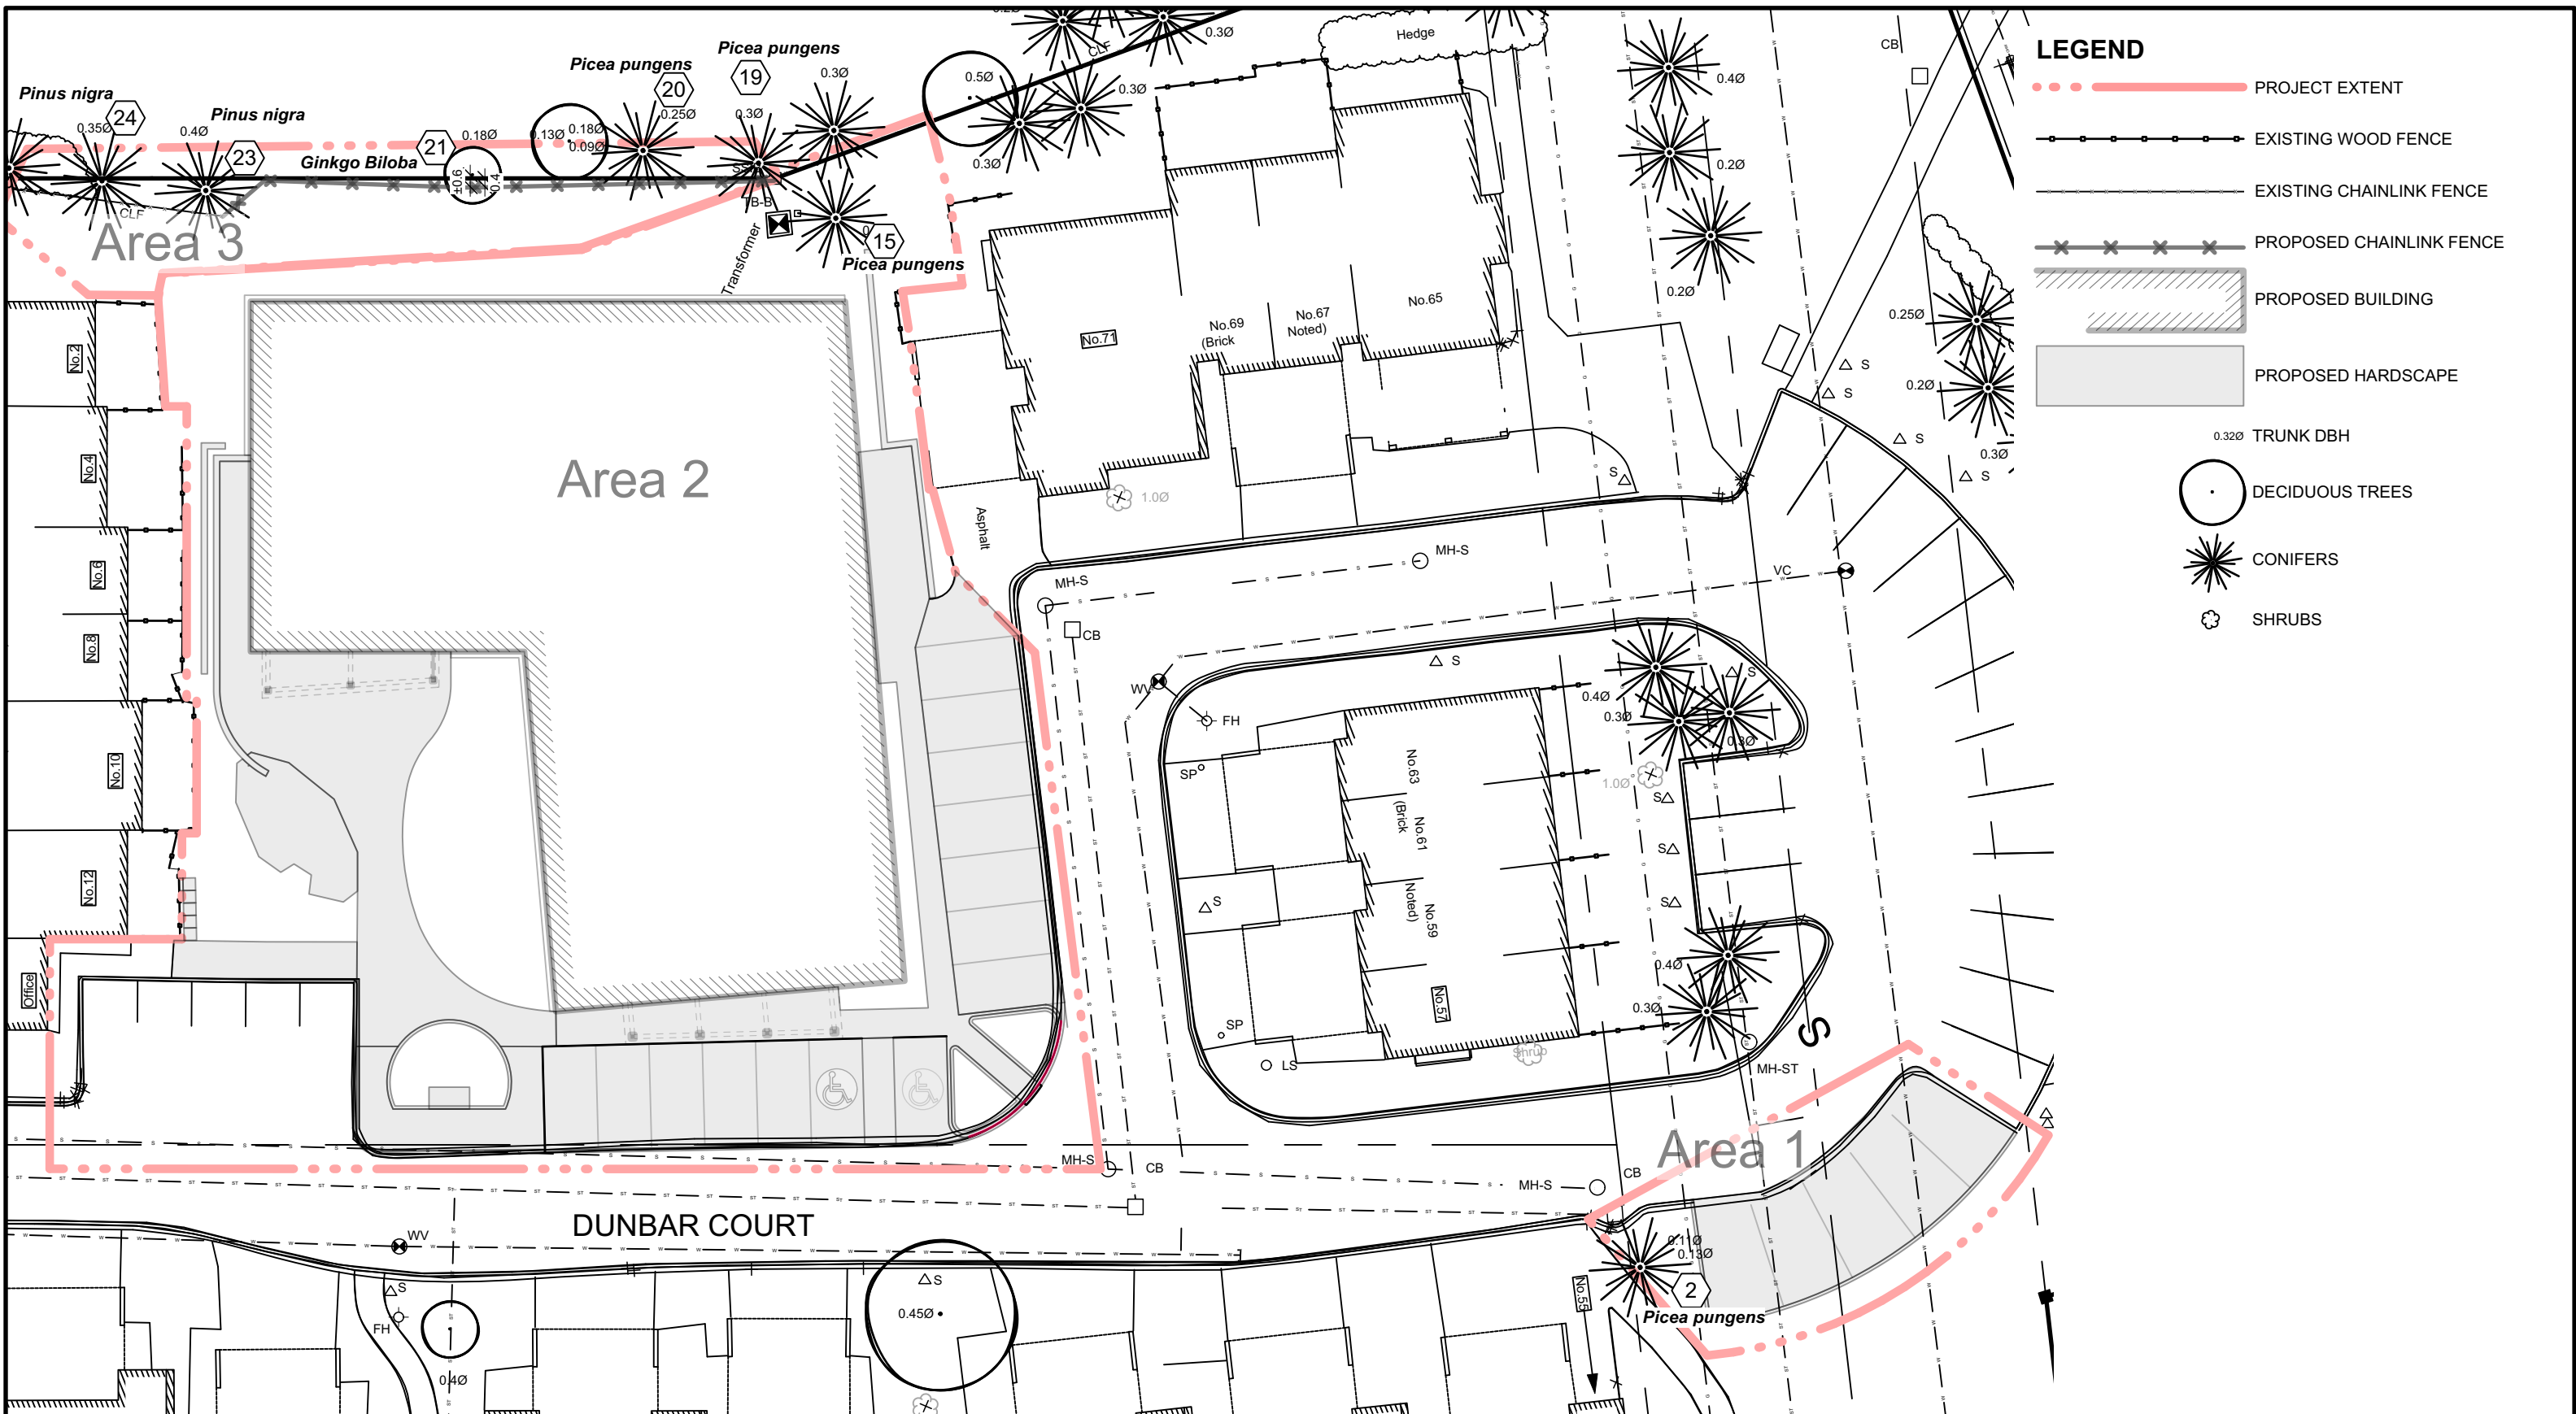 LEGEND
PROJECT EXTENT
EXISTING WOOD FENCE
EXISTING CHAINLINK FENCE
PROPOSED CHAINLINK FENCE
PROPOSED BUILDING
PROPOSED HARDSCAPE
0.32Ø TRUNK DBH
DECIDUOUS TREES
CONIFERS
SHRUBS
Pinus nigra
24
0.35Ø
0.4Ø
Pinus nigra
23
Ginkgo Biloba
21
0.18Ø
±0.6
0.4
0.13Ø
0.18Ø
0.09Ø
Picea pungens
20
0.25Ø
Picea pungens
19
0.3Ø
0.3Ø
TB-B
Transformer
15
Picea pungens
CLF
Area 3
0.5Ø
0.3Ø
0.3Ø
CLF
0.3Ø
Hedge
0.4Ø
0.2Ø
0.2Ø
CB
0.25Ø
0.2Ø
0.3Ø
S
S
S
S
S
No.2
No.4
No.6
No.8
No.10
No.12
Office
Area 2
No.71
No.69
(Brick
No.67
Noted)
No.65
1.0Ø
Asphalt
MH-S
MH-S
CB
VC
WV
FH
S
S
0.4Ø
0.3Ø
0.3Ø
1.0Ø
SP
S
SP
LS
No.63
(Brick
No.61
Noted)
No.59
No.57
Shrub
S
S
S
0.4Ø
0.3Ø
MH-ST
S
Area 1
MH-S
CB
MH-S
CB
DUNBAR COURT
WV
S
FH
0.4Ø
S
0.45Ø
No.55
0.11Ø
0.13Ø
2
Picea pungens